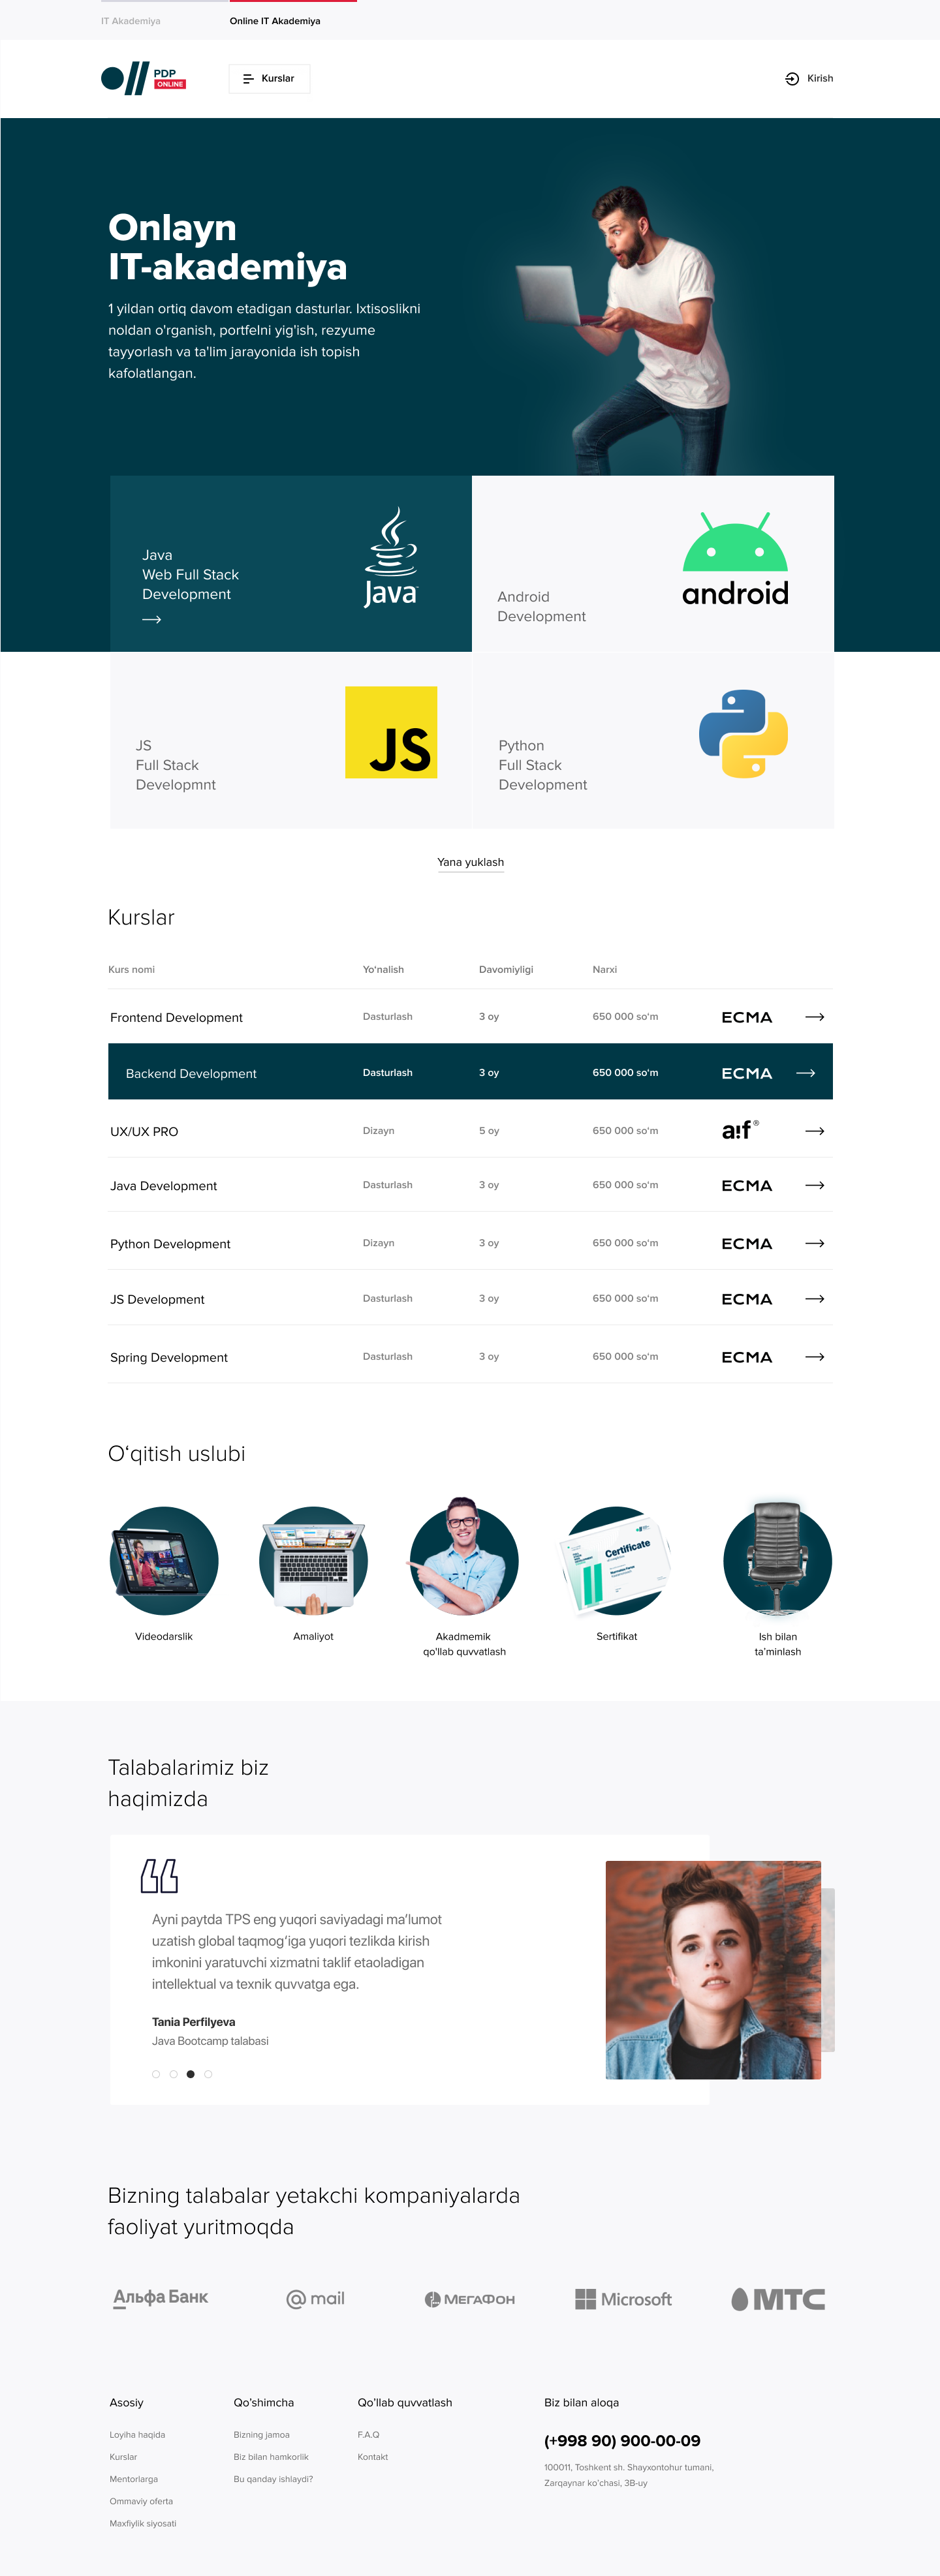 IT Akademiya
Online IT Akademiya
PDP
ONLINE
Kurslar
Kirish
Onlayn
IT-akademiya
1 yildan ortiq davom etadigan dasturlar. Ixtisoslikni
noldan o'rganish, portfelni yig'ish, rezyume
tayyorlash va ta'lim jarayonida ish topish
kafolatlangan.
Java
Web Full Stack
Development
Java
Android
Development
android
JS
Full Stack
Developmnt
JS
Python
Full Stack
Development
Yana yuklash
Kurslar
Kurs nomi Yo‘nalish Davomiyligi Narxi
Frontend Development Dasturlash 3 oy 650 000 so‘m ECMA
Backend Development Dasturlash 3 oy 650 000 so‘m ECMA
UX/UX PRO Dizayn 5 oy 650 000 so‘m a!f®
Java Development Dasturlash 3 oy 650 000 so‘m ECMA
Python Development Dizayn 3 oy 650 000 so‘m ECMA
JS Development Dasturlash 3 oy 650 000 so‘m ECMA
Spring Development Dasturlash 3 oy 650 000 so‘m ECMA
O‘qitish uslubi
Certificate
Videodarslik
Amaliyot
Akadmemik
qo'llab quvvatlash
Sertifikat
Ish bilan
ta’minlash
Talabalarimiz biz
haqimizda
Ayni paytda TPS eng yuqori saviyadagi ma’lumot
uzatish global taqmog‘iga yuqori tezlikda kirish
imkonini yaratuvchi xizmatni taklif etaoladigan
intellektual va texnik quvvatga ega.
Tania Perfilyeva
Java Bootcamp talabasi
Bizning talabalar yetakchi kompaniyalarda
faoliyat yuritmoqda
Альфа Банк
@mail
МегаФон
Microsoft
МТС
Asosiy
Loyiha haqida
Kurslar
Mentorlarga
Ommaviy oferta
Maxfiylik siyosati
Qo’shimcha
Bizning jamoa
Biz bilan hamkorlik
Bu qanday ishlaydi?
Qo’llab quvvatlash
F.A.Q
Kontakt
Biz bilan aloqa
(+998 90) 900-00-09
100011, Toshkent sh. Shayxontohur tumani,
Zarqaynar ko’chasi, 3B-uy